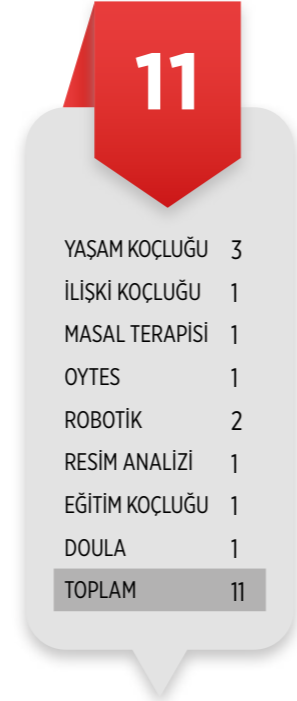 11
YAŞAM KOÇLUĞU 3
İLİŞKİ KOÇLUĞU 1
MASAL TERAPİSİ 1
OYTES 1
ROBOTİK 2
RESİM ANALİZİ 1
EĞİTİM KOÇLUĞU 1
DOULA 1
TOPLAM 11